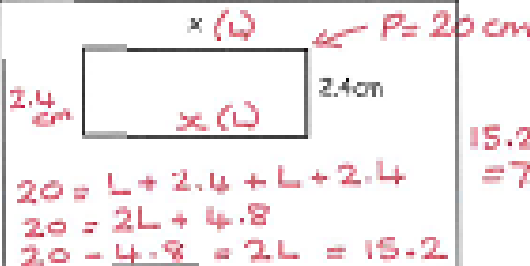 x (L)
P= 20 cm
2.4
cm
2.4cm
x (L)
15.2
= 7
20 = L + 2.4 + L + 2.4
20 = 2L + 4.8
20 - 4.8 = 2L = 15.2